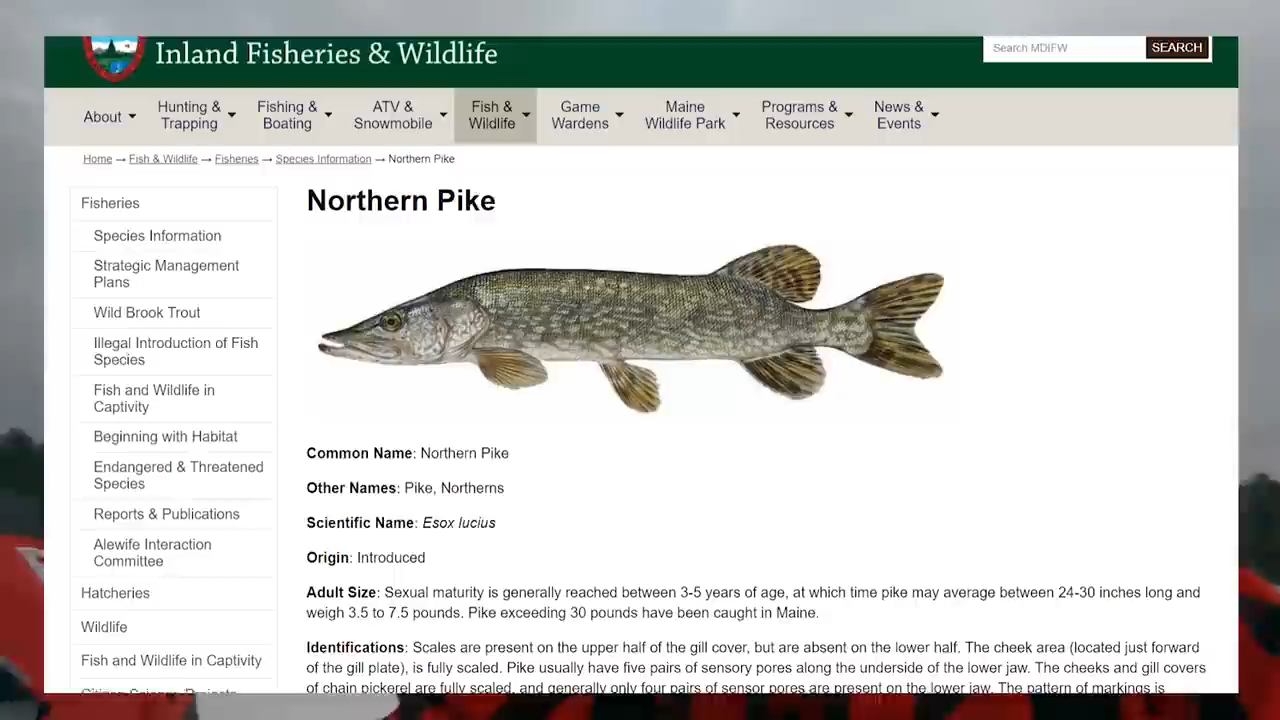 Inland Fisheries & Wildlife
Search MDIFW
SEARCH
About
Hunting &
Trapping
Fishing &
Boating
ATV &
Snowmobile
Fish &
Wildlife
Game
Wardens
Maine
Wildlife Park
Programs &
Resources
News &
Events
Home → Fish & Wildlife → Fisheries → Species Information → Northern Pike
Fisheries
Species Information
Strategic Management
Plans
Wild Brook Trout
Illegal Introduction of Fish
Species
Fish and Wildlife in
Captivity
Beginning with Habitat
Endangered & Threatened
Species
Reports & Publications
Alewife Interaction
Committee
Hatcheries
Wildlife
Fish and Wildlife in Captivity
Citizen Science Projects
Northern Pike
Common Name: Northern Pike
Other Names: Pike, Northerns
Scientific Name: Esox lucius
Origin: Introduced
Adult Size: Sexual maturity is generally reached between 3-5 years of age, at which time pike may average between 24-30 inches long and
weigh 3.5 to 7.5 pounds. Pike exceeding 30 pounds have been caught in Maine.
Identifications: Scales are present on the upper half of the gill cover, but are absent on the lower half. The cheek area (located just forward
of the gill plate), is fully scaled. Pike usually have five pairs of sensory pores along the underside of the lower jaw. The cheeks and gill covers
of chain pickerel are fully scaled, and generally only four pairs of sensor pores are present on the lower jaw. The pattern of markings is